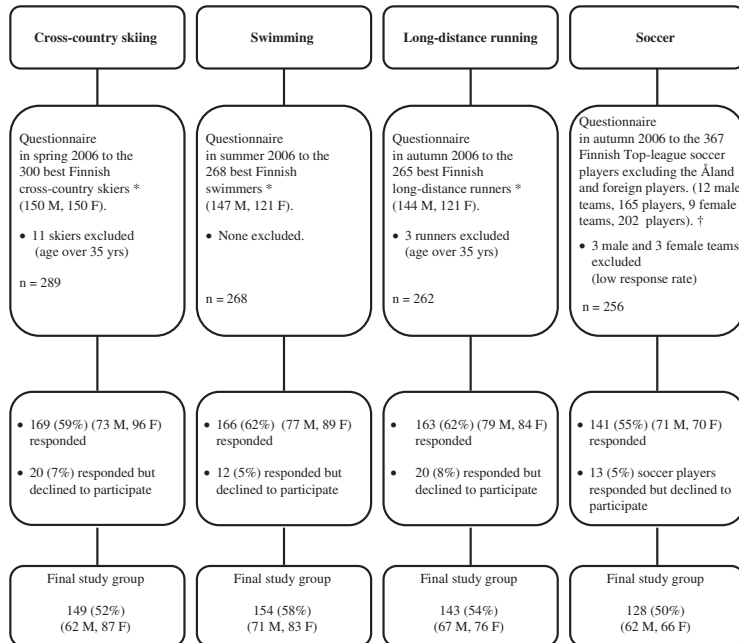 Cross-country skiing
Questionnaire
in spring 2006 to the
300 best Finnish
cross-country skiers *
(150 M, 150 F).
• 11 skiers excluded
(age over 35 yrs)
n = 289
• 169 (59%) (73 M, 96 F)
responded
• 20 (7%) responded but
declined to participate
Final study group
149 (52%)
(62 M, 87 F)
Swimming
Questionnaire
in summer 2006 to the
268 best Finnish
swimmers *
(147 M, 121 F).
• None excluded.
n = 268
• 166 (62%) (77 M, 89 F)
responded
• 12 (5%) responded but
declined to participate
Final study group
154 (58%)
(71 M, 83 F)
Long-distance running
Questionnaire
in autumn 2006 to the
265 best Finnish
long-distance runners *
(144 M, 121 F).
• 3 runners excluded
(age over 35 yrs)
n = 262
• 163 (62%) (79 M, 84 F)
responded
• 20 (8%) responded but
declined to participate
Final study group
143 (54%)
(67 M, 76 F)
Soccer
Questionnaire
in autumn 2006 to the 367
Finnish Top-league soccer
players excluding the Åland
and foreign players. (12 male
teams, 165 players, 9 female
teams, 202 players). †
• 3 male and 3 female teams
excluded
(low response rate)
n = 256
• 141 (55%) (71 M, 70 F)
responded
• 13 (5%) soccer players
responded but declined to
participate
Final study group
128 (50%)
(62 M, 66 F)